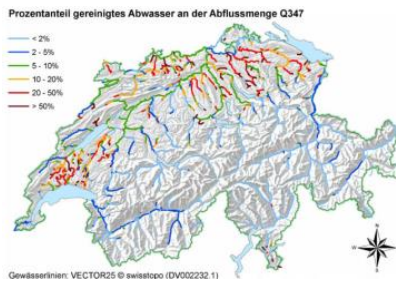 Prozentanteil gereinigtes Abwasser an der Abflussmenge Q347
< 2%
2 - 5%
5 - 10%
10 - 20%
20 - 50%
> 50%
N
W
S
Gewässerlinien: VECTOR25 © swisstopo (DV002232.1)